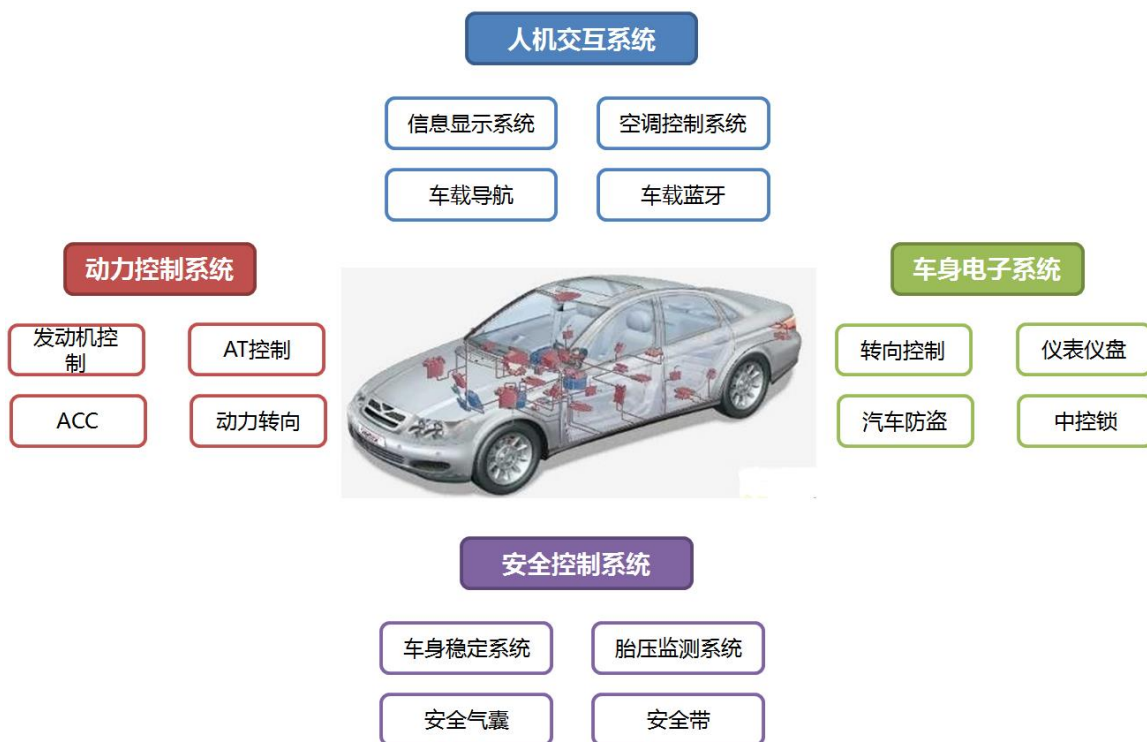 人机交互系统
信息显示系统
空调控制系统
车载导航
车载蓝牙
动力控制系统
发动机控
制
AT控制
ACC
动力转向
车身电子系统
转向控制
仪表仪盘
汽车防盗
中控锁
安全控制系统
车身稳定系统
胎压监测系统
安全气囊
安全带